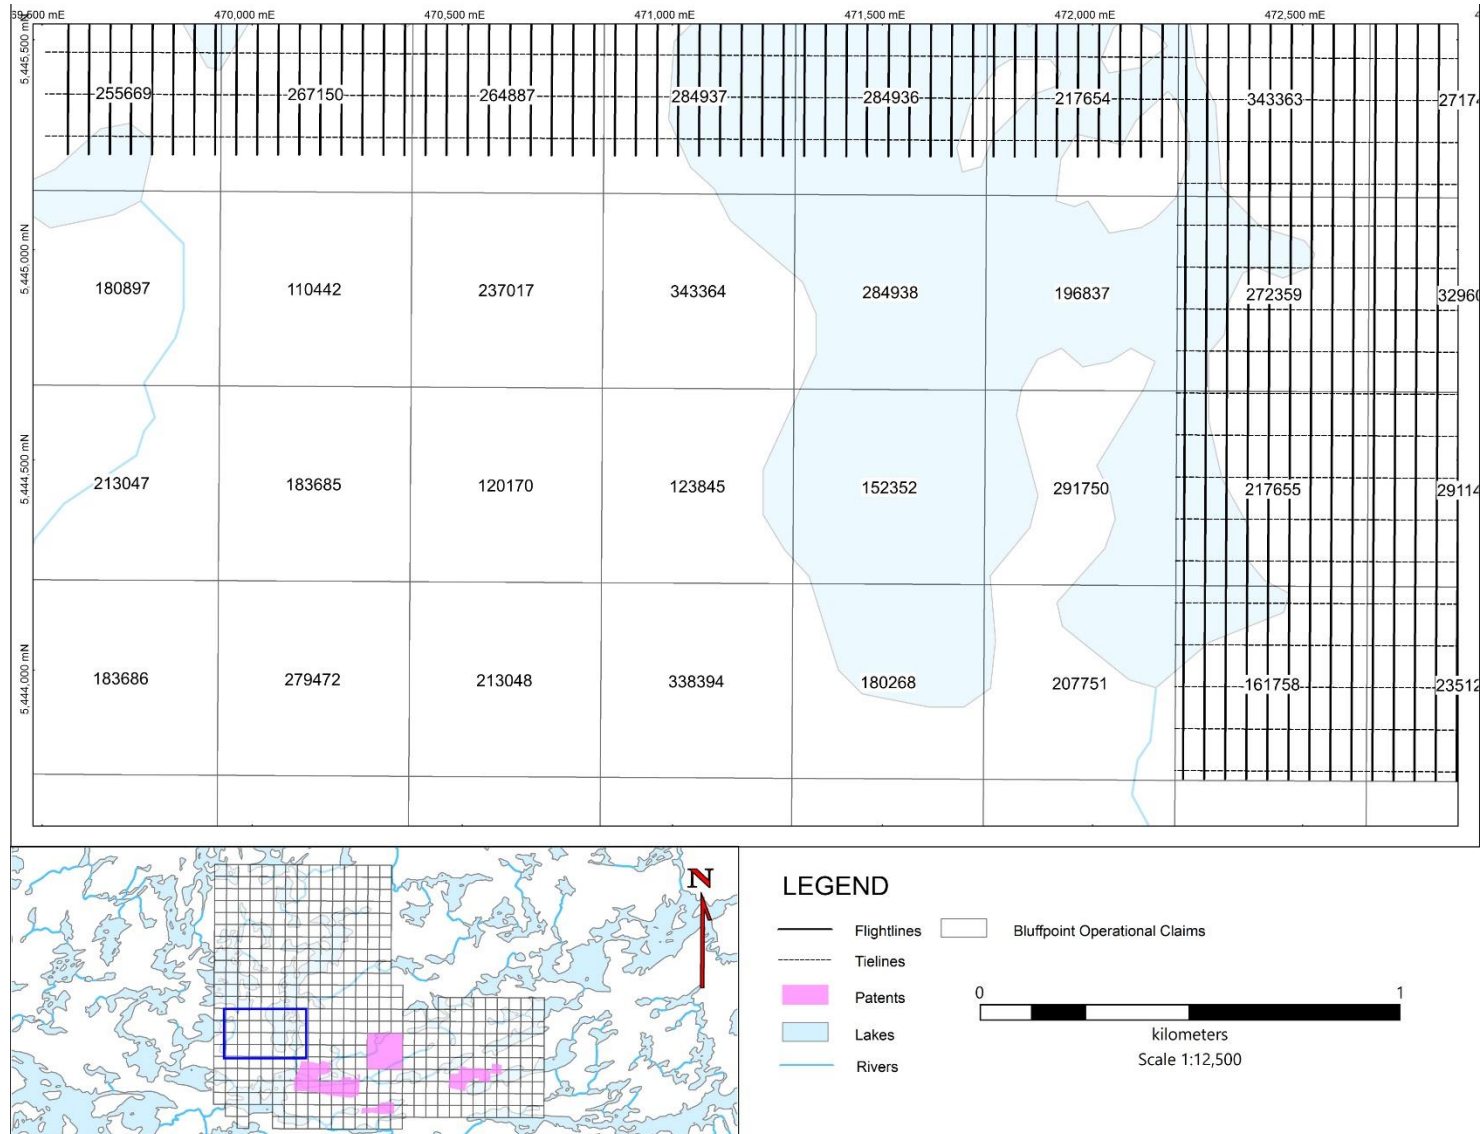 470,000 mE 470,500 mE 471,000 mE 471,500 mE 472,000 mE 472,500 mE
5,445,500 mN
255669 267150 264887 284937 284936 217654 343363
5,445,000 mN
180897 110442 237017 343364 284938 196837 272359
5,444,500 mN
213047 183685 120170 123845 152352 291750 217655
5,444,000 mN
183686 279472 213048 338394 180268 207751 161758
N
LEGEND
Flightlines
Bluffpoint Operational Claims
Tielines
Patents
Lakes
Rivers
0 1
kilometers
Scale 1:12,500